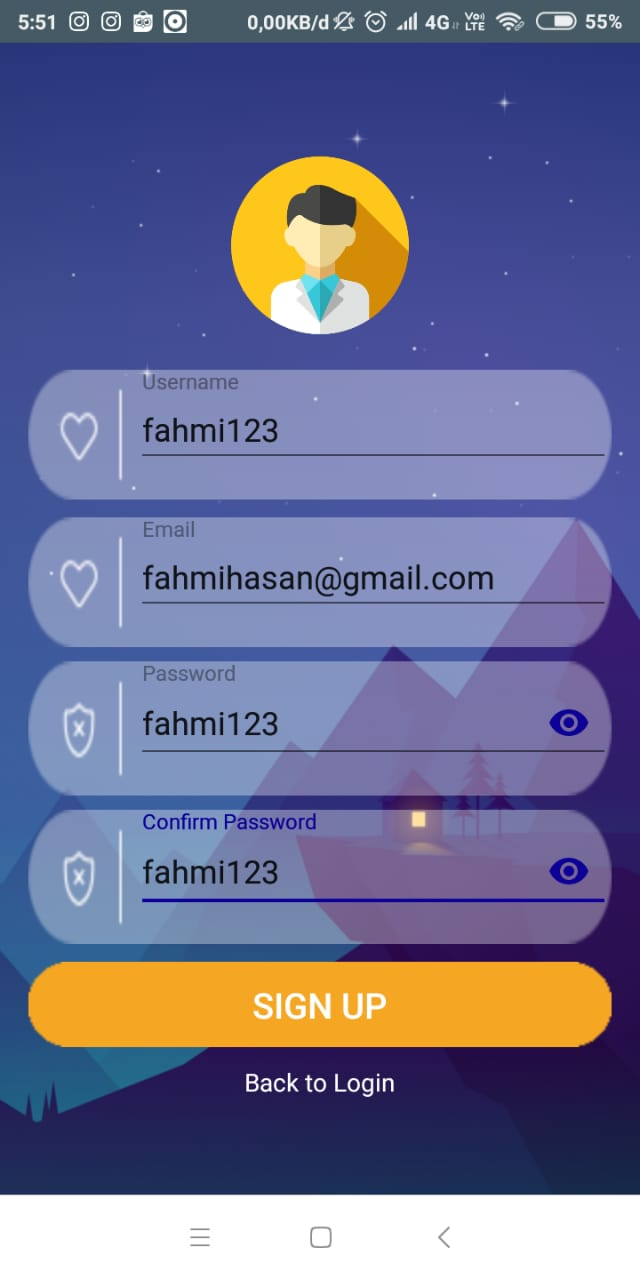 5:51 0,00KB/d 4G Vo) LTE 55%
Username
fahmi123
Email
fahmihasan@gmail.com
Password
fahmi123
Confirm Password
fahmi123
SIGN UP
Back to Login